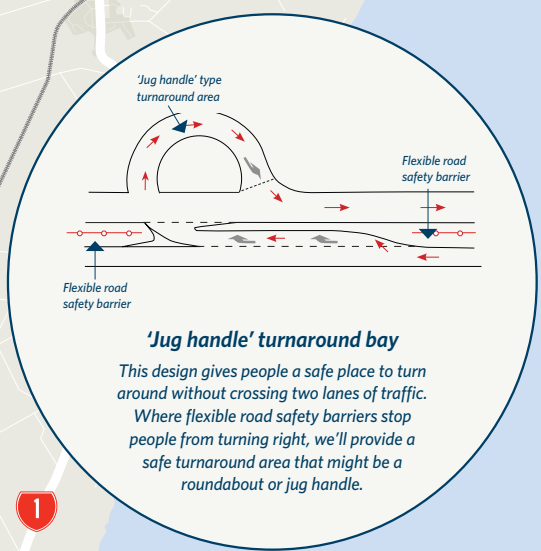 ‘Jug handle’ type
turnaround area
Flexible road
safety barrier
Flexible road
safety barrier
‘Jug handle’ turnaround bay
This design gives people a safe place to turn
around without crossing two lanes of traffic.
Where flexible road safety barriers stop
people from turning right, we’ll provide a
safe turnaround area that might be a
roundabout or jug handle.
1